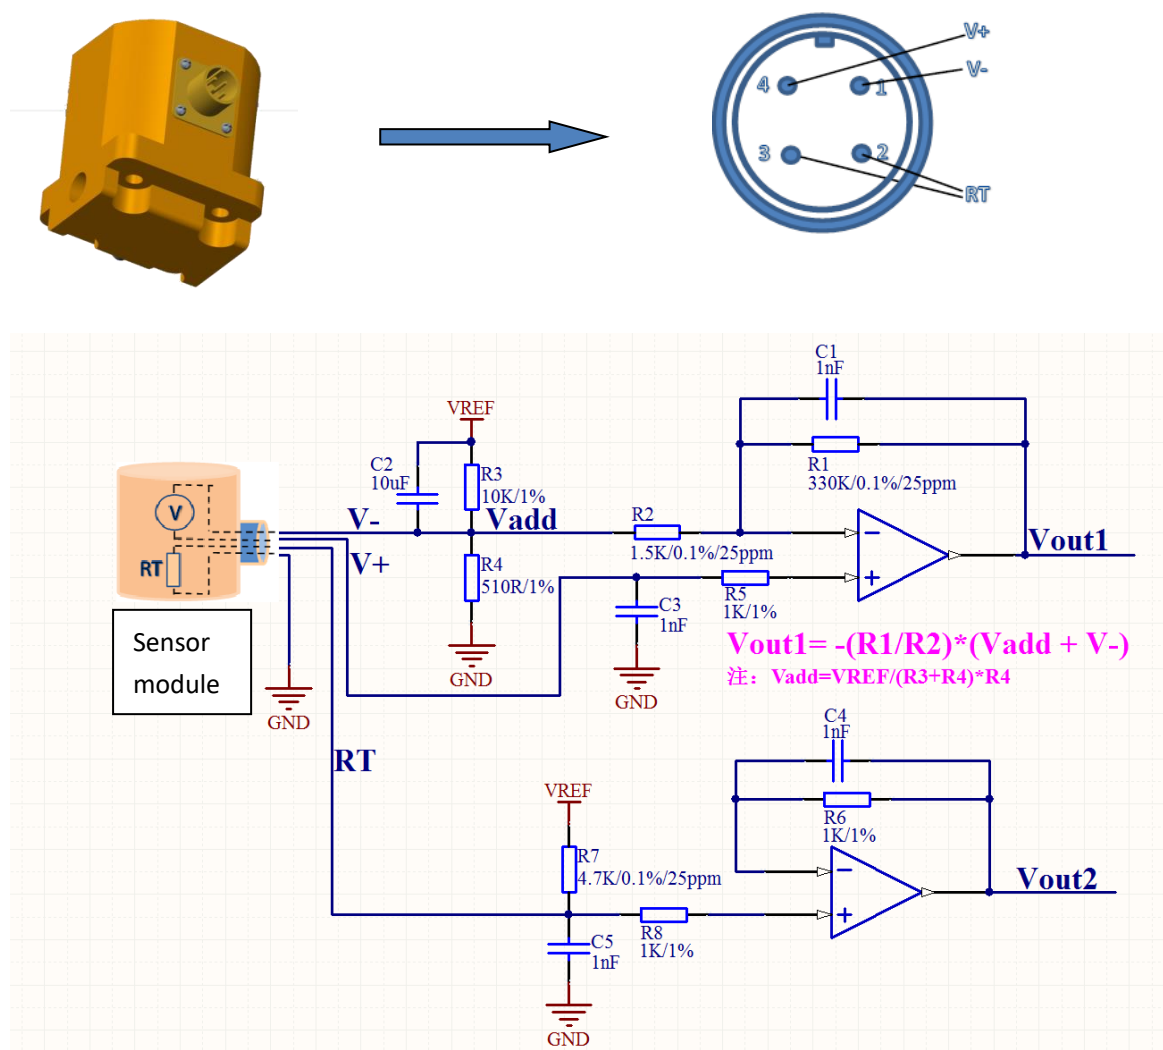 V+
V-
4
1
3
2
RT
C1
1nF
VREF
C2
10uF
R3
10K/1%
R1
330K/0.1%/25ppm
V-
Vadd
R2
1.5K/0.1%/25ppm
V
V+
RT
R4
510R/1%
Vout1
R5
1K/1%
C3
1nF
Sensor
module
Vout1= -(R1/R2)*(Vadd + V-)
注：Vadd=VREF/(R3+R4)*R4
GND
GND
GND
C4
1nF
RT
VREF
R6
1K/1%
R7
4.7K/0.1%/25ppm
Vout2
R8
1K/1%
C5
1nF
GND